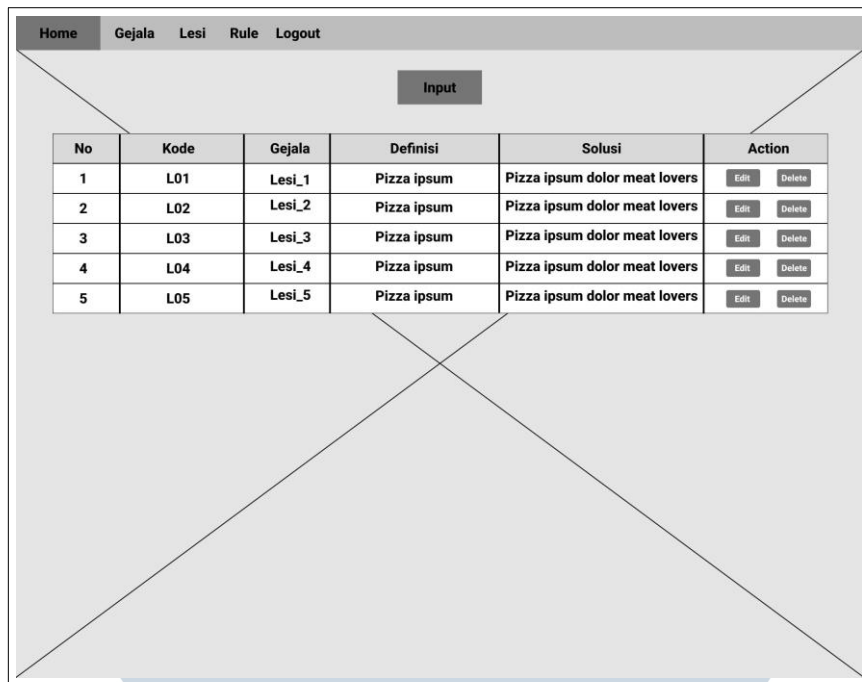 Home Gejala Lesi Rule Logout
Input
No Kode Gejala Definisi Solusi Action
1 L01 Lesi_1 Pizza ipsum Pizza ipsum dolor meat lovers Edit Delete
2 L02 Lesi_2 Pizza ipsum Pizza ipsum dolor meat lovers Edit Delete
3 L03 Lesi_3 Pizza ipsum Pizza ipsum dolor meat lovers Edit Delete
4 L04 Lesi_4 Pizza ipsum Pizza ipsum dolor meat lovers Edit Delete
5 L05 Lesi_5 Pizza ipsum Pizza ipsum dolor meat lovers Edit Delete